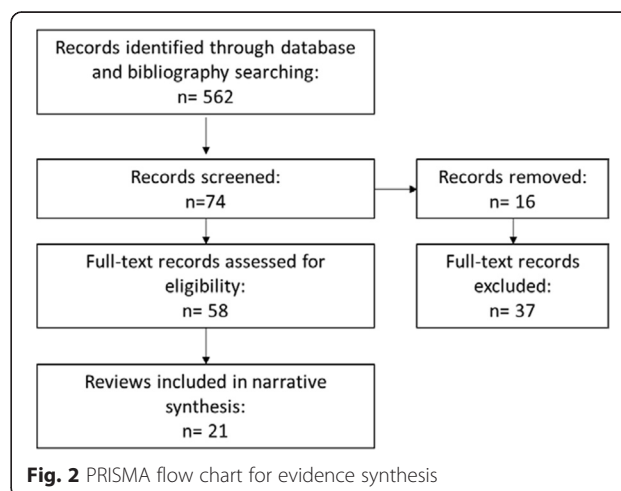 Records identified through database
and bibliography searching:
n= 562
Records screened:
n=74
Records removed:
n= 16
Full-text records assessed for
eligibility:
n= 58
Full-text records
excluded:
n= 37
Reviews included in narrative
synthesis:
n= 21
Fig. 2 PRISMA flow chart for evidence synthesis